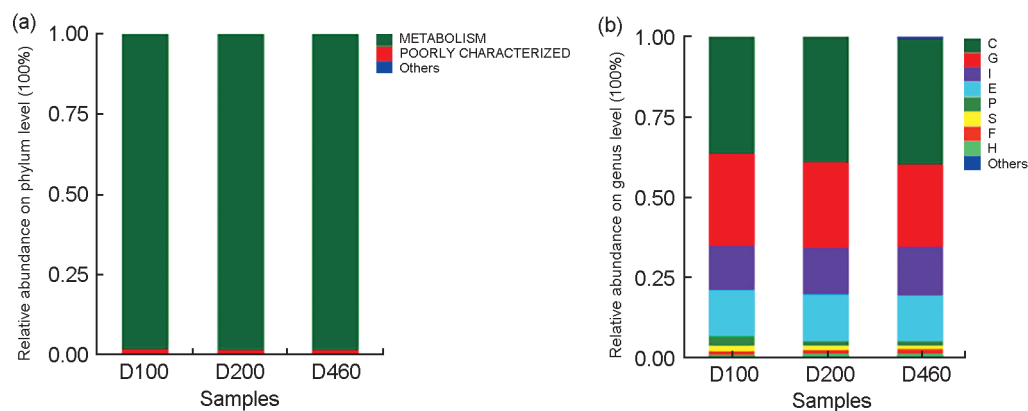 (a)
Relative abundance on phylum level (100%)
1.00
0.75
0.50
0.25
0.00
D100 D200 D460
Samples
METABOLISM
POORLY CHARACTERIZED
Others
(b)
Relative abundance on genus level (100%)
1.00
0.75
0.50
0.25
0.00
D100 D200 D460
Samples
C
G
I
E
P
S
F
H
Others